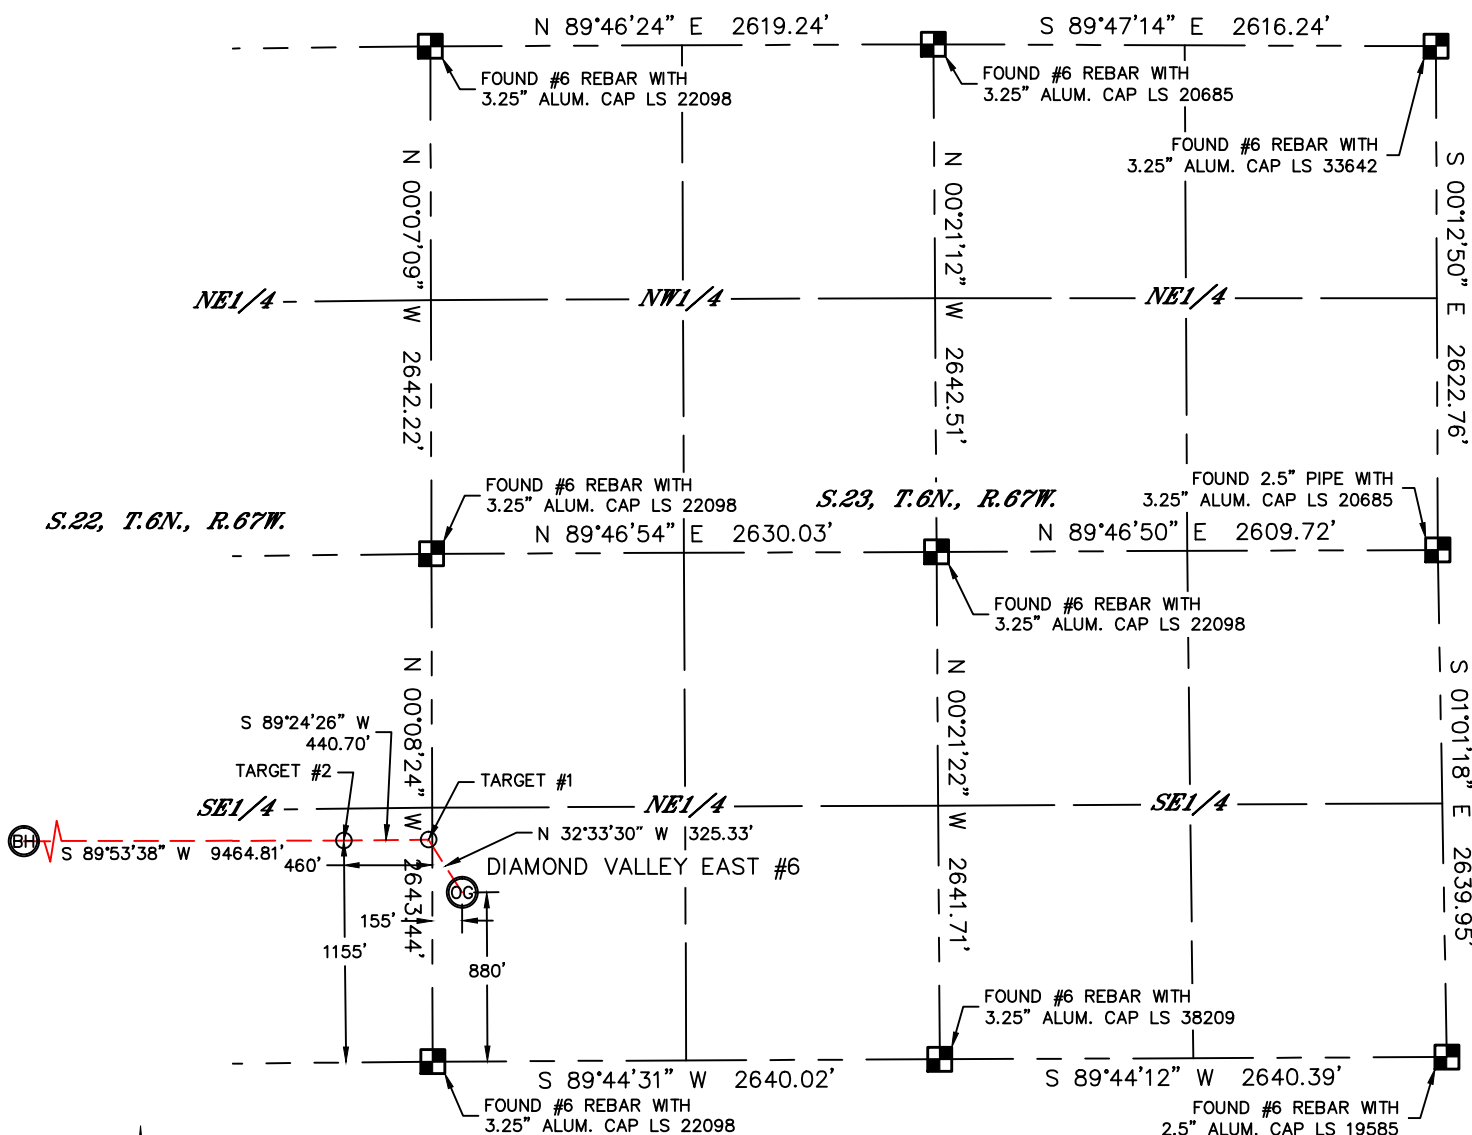 N 89°46'24" E 2619.24'
S 89°47'14" E 2616.24'
FOUND #6 REBAR WITH
3.25" ALUM. CAP LS 22098
FOUND #6 REBAR WITH
3.25" ALUM. CAP LS 20685
FOUND #6 REBAR WITH
3.25" ALUM. CAP LS 33642
N 00°07'09" W 2642.22'
N 00°21'12" W 2642.51'
S 00°12'50" E 2622.76'
NE1/4
NW1/4
NE1/4
FOUND #6 REBAR WITH
3.25" ALUM. CAP LS 22098
FOUND 2.5" PIPE WITH
3.25" ALUM. CAP LS 20685
S.22, T.6N., R.67W.
S.23, T.6N., R.67W.
N 89°46'54" E 2630.03'
N 89°46'50" E 2609.72'
FOUND #6 REBAR WITH
3.25" ALUM. CAP LS 22098
N 00°08'24" W 2643.44'
N 00°21'22" W 2641.71'
S 01°01'18" E 2639.95'
S 89°24'26" W
440.70'
TARGET #2
TARGET #1
SE1/4
NE1/4
SE1/4
BH
S 89°53'38" W 9464.81'
N 32°33'30" W 325.33'
460'
DIAMOND VALLEY EAST #6
OG
155'
1155'
880'
FOUND #6 REBAR WITH
3.25" ALUM. CAP LS 38209
S 89°44'31" W 2640.02'
S 89°44'12" W 2640.39'
FOUND #6 REBAR WITH
3.25" ALUM. CAP LS 22098
FOUND #6 REBAR WITH
2.5" ALUM. CAP LS 19585